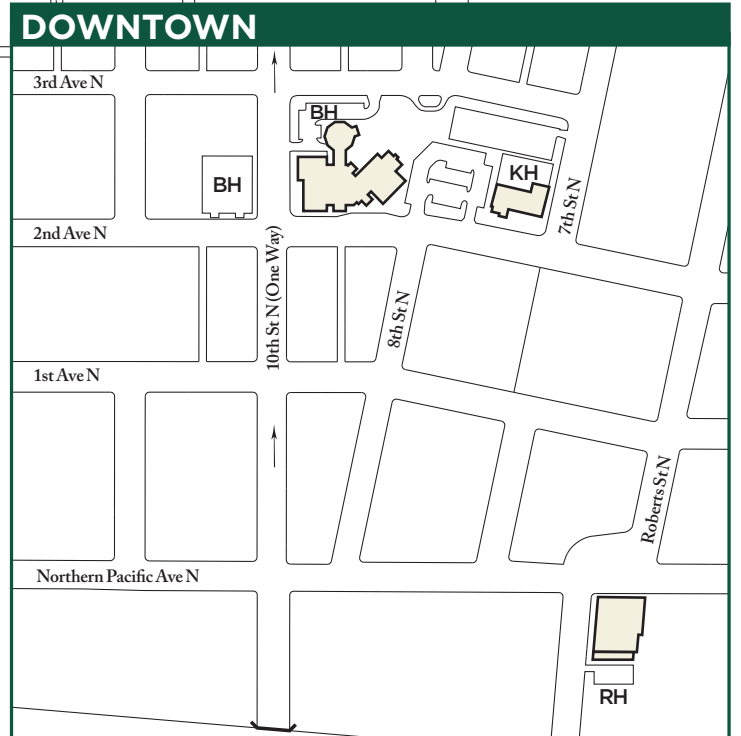 DOWNTOWN
3rd Ave N
BH
BH
KH
7th St N
2nd Ave N
10th St N (One Way)
8th St N
1st Ave N
Roberts St N
Northern Pacific Ave N
RH